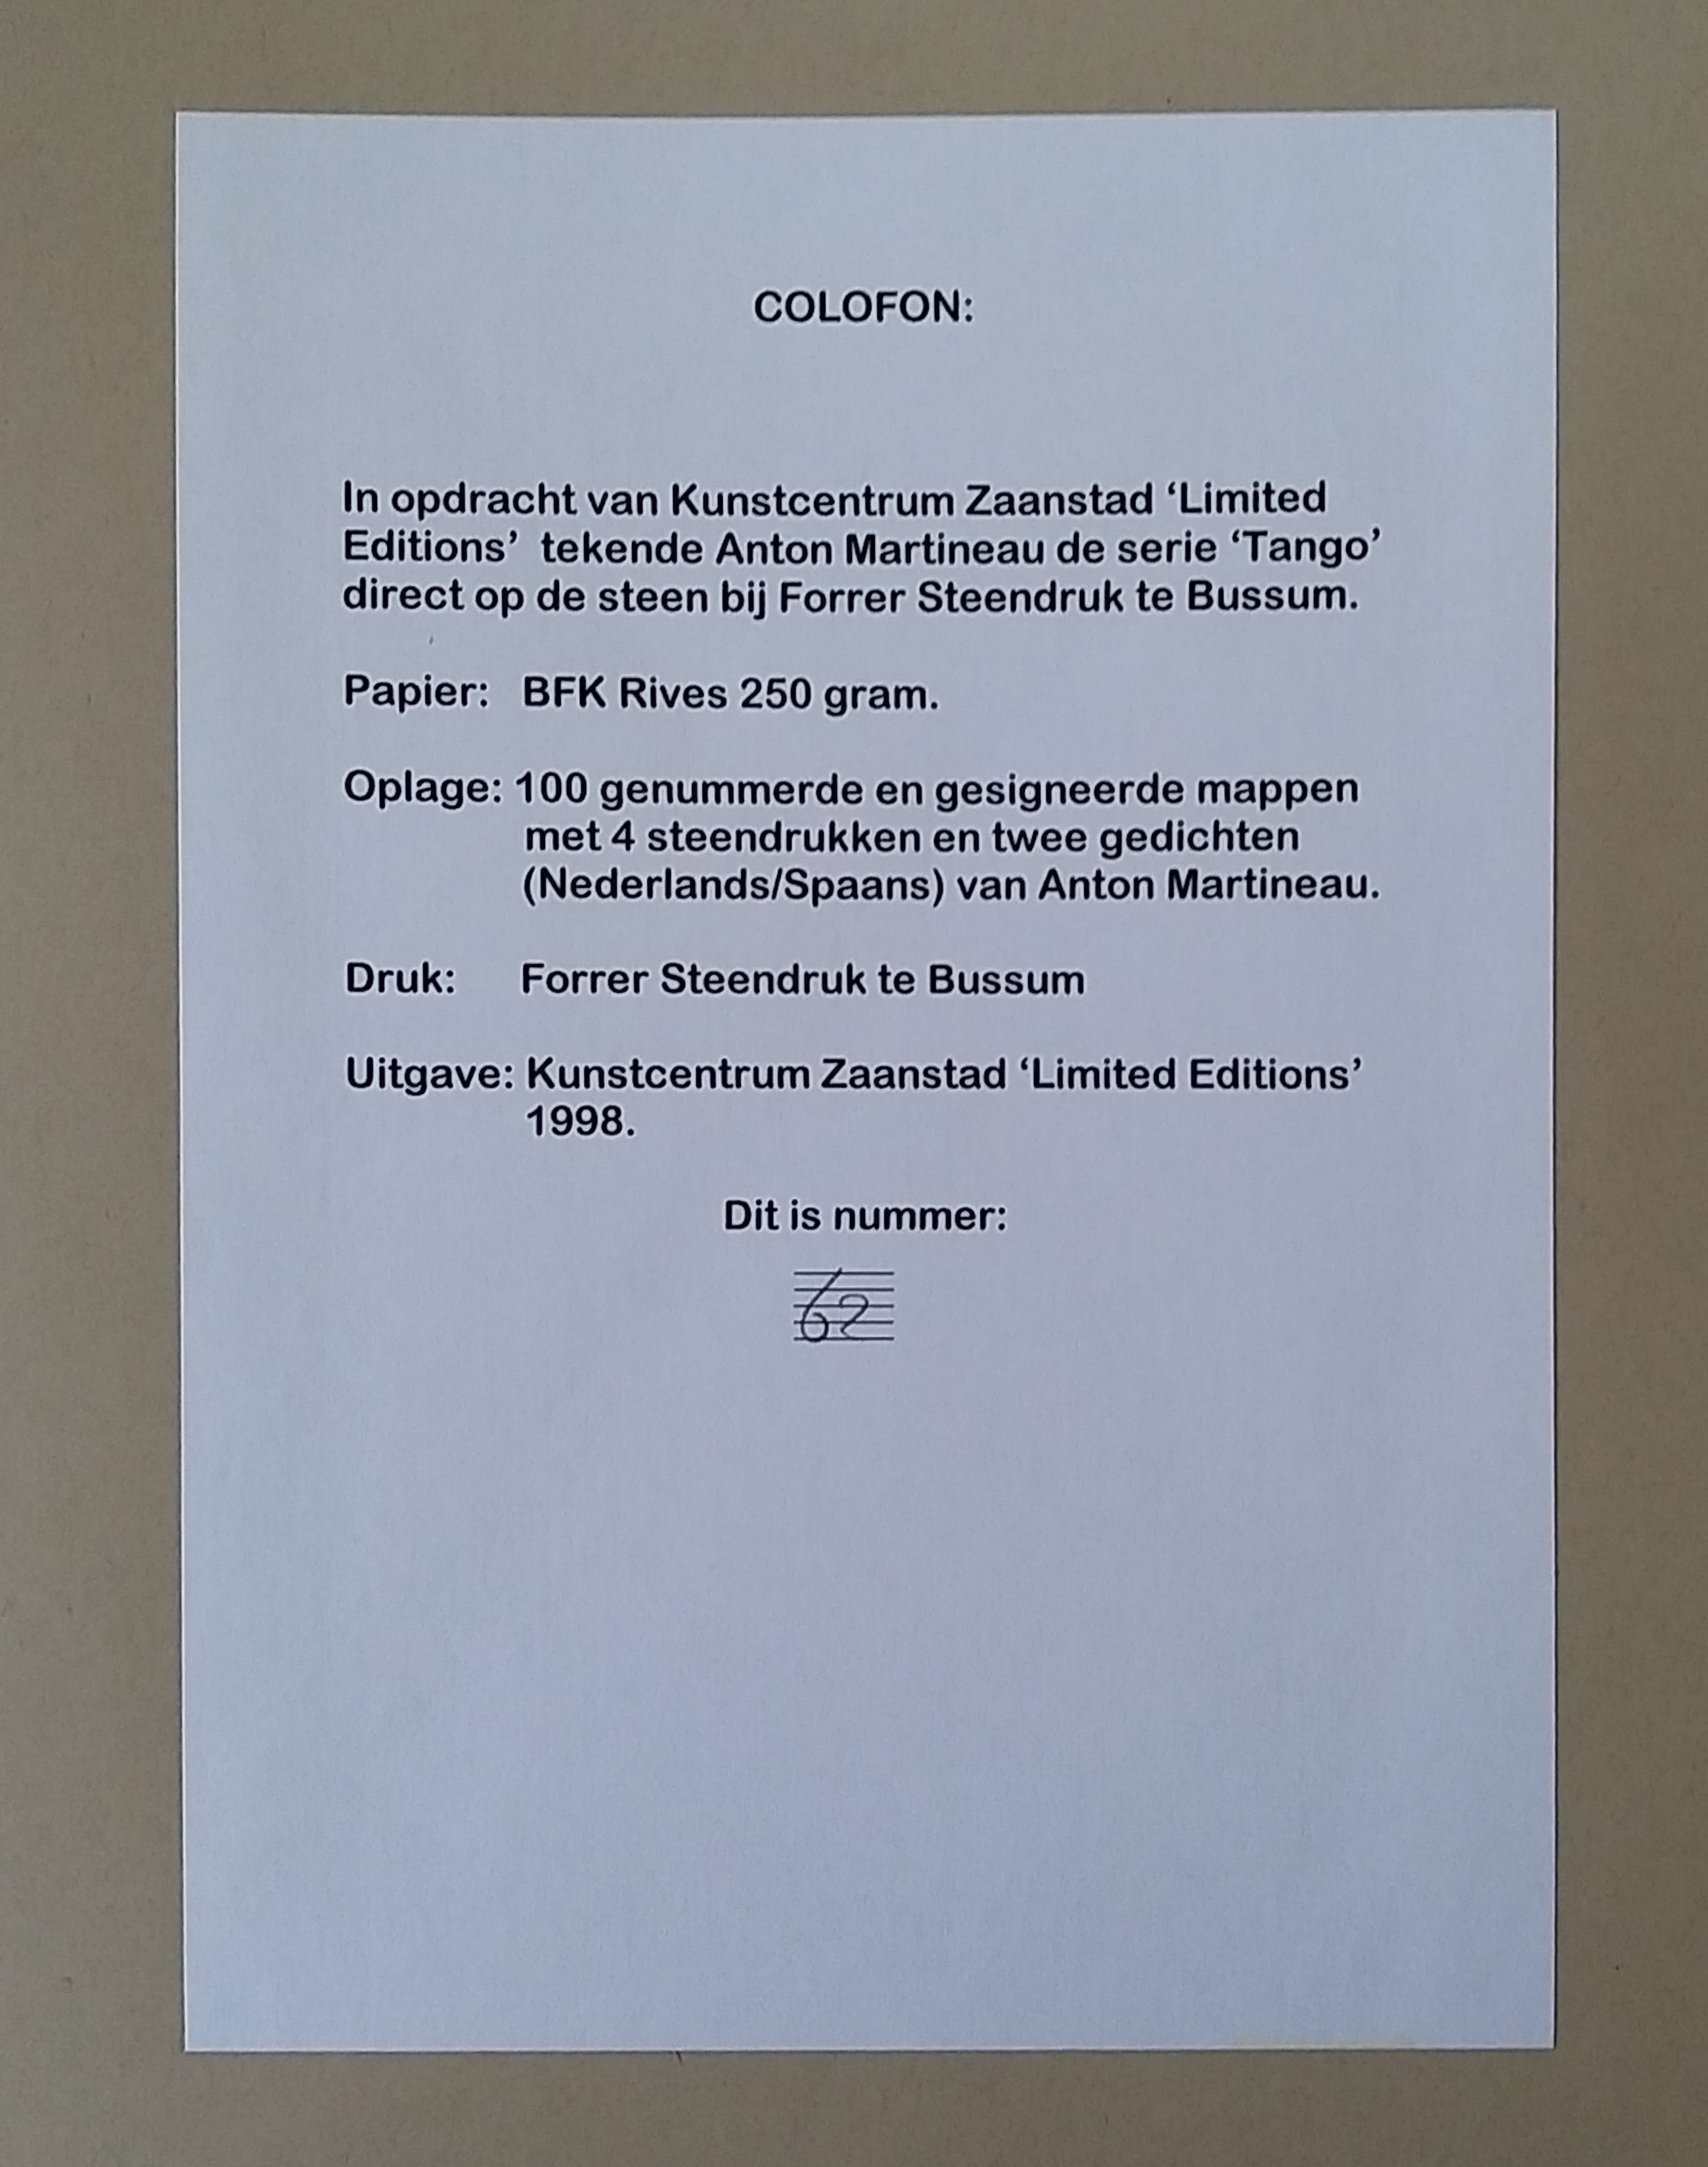 COLOFON:
In opdracht van Kunstcentrum Zaanstad ‘Limited
Editions’ tekende Anton Martineau de serie ‘Tango’
direct op de steen bij Forrer Steendruk te Bussum.
Papier: BFK Rives 250 gram.
Oplage: 100 genummerde en gesigneerde mappen
met 4 steendrukken en twee gedichten
(Nederlands/Spaans) van Anton Martineau.
Druk: Forrer Steendruk te Bussum
Uitgave: Kunstcentrum Zaanstad ‘Limited Editions’
1998.
Dit is nummer:
62